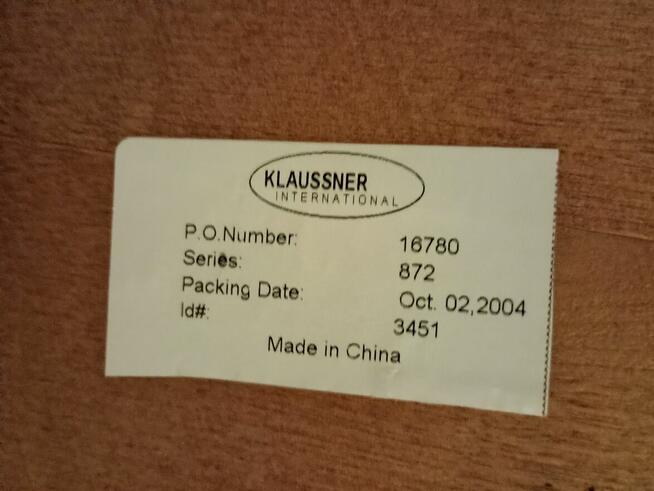 KLAUSSNER
INTERNATIONAL
P.O.Number: 16780
Series: 872
Packing Date: Oct. 02,2004
Id#: 3451
Made in China